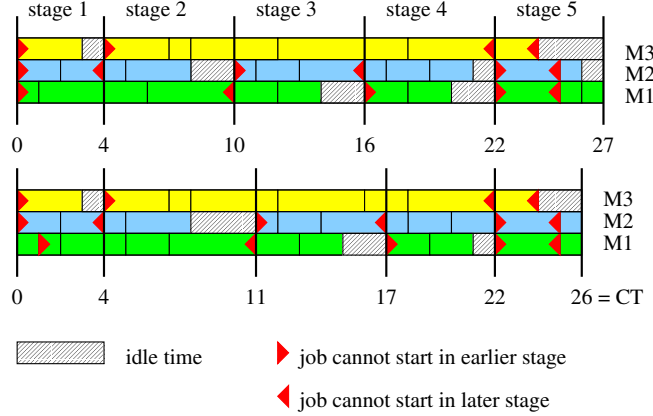 stage 1 stage 2 stage 3 stage 4 stage 5
M3
M2
M1
0 4 10 16 22 27
M3
M2
M1
0 4 11 17 22 26 = CT
idle time
job cannot start in earlier stage
job cannot start in later stage